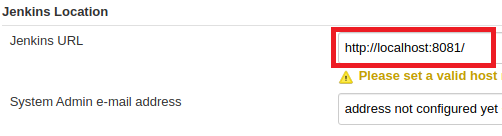 Jenkins Location
Jenkins URL
http://localhost:8081/
Please set a valid host
System Admin e-mail address
address not configured yet